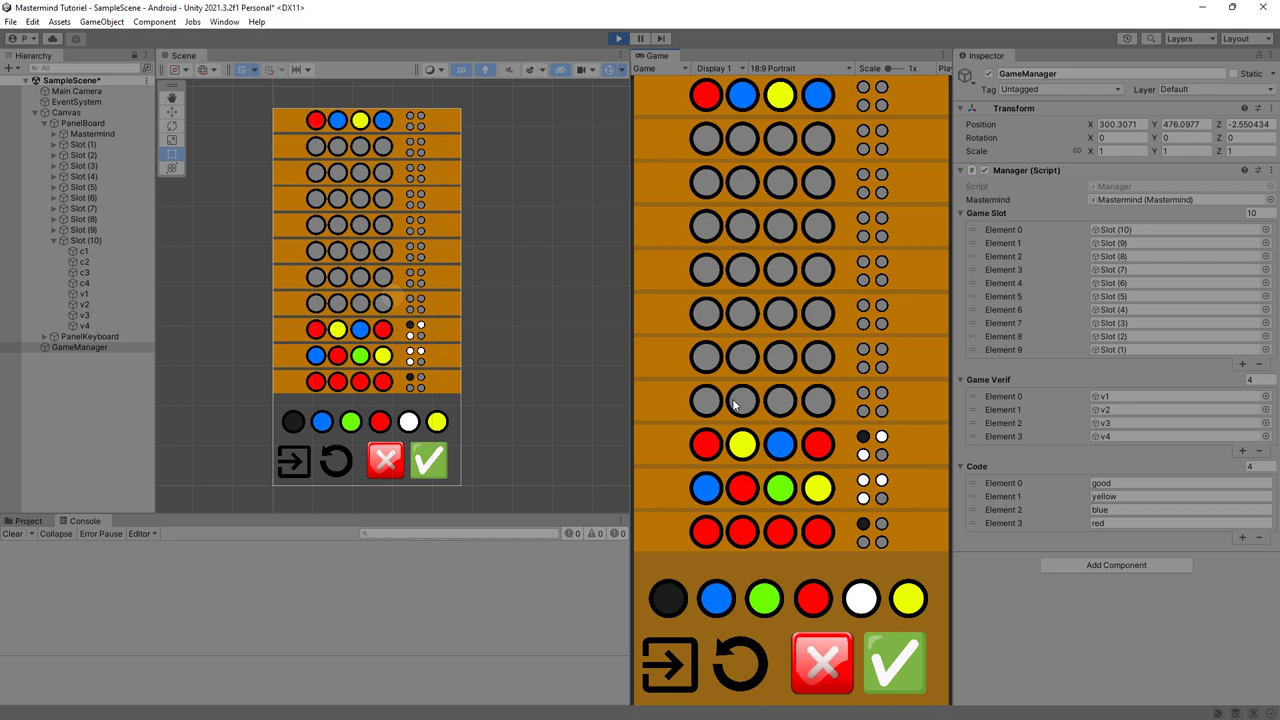 Mastermind Tutoriel - SampleScene - Android - Unity 2021.3.2f1 Personal* <DX11>
File Edit Assets GameObject Component Jobs Window Help
P
Layers Layout
Hierarchy
All
SampleScene*
Main Camera
EventSystem
Canvas
PanelBoard
Mastermind
Slot (1)
Slot (2)
Slot (3)
Slot (4)
Slot (5)
Slot (6)
Slot (7)
Slot (8)
Slot (9)
Slot (10)
c1
c2
c3
c4
v1
v2
v3
v4
PanelKeyboard
GameManager
Scene
2D
Game
Game Display 1 18:9 Portrait Scale 1x Pla
Project Console
Clear Collapse Error Pause Editor 0 0 0
Inspector
GameManager Static
Tag Untagged Layer Default
Transform
Position X 300.3071 Y 476.0977 Z -2.550434
Rotation X 0 Y 0 Z 0
Scale X 1 Y 1 Z 1
# Manager (Script)
Script Manager
Mastermind Mastermind (Mastermind)
Game Slot 10
Element 0 Slot (10)
Element 1 Slot (9)
Element 2 Slot (8)
Element 3 Slot (7)
Element 4 Slot (6)
Element 5 Slot (5)
Element 6 Slot (4)
Element 7 Slot (3)
Element 8 Slot (2)
Element 9 Slot (1)
Game Verif 4
Element 0 v1
Element 1 v2
Element 2 v3
Element 3 v4
Code 4
Element 0 good
Element 1 yellow
Element 2 blue
Element 3 red
Add Component